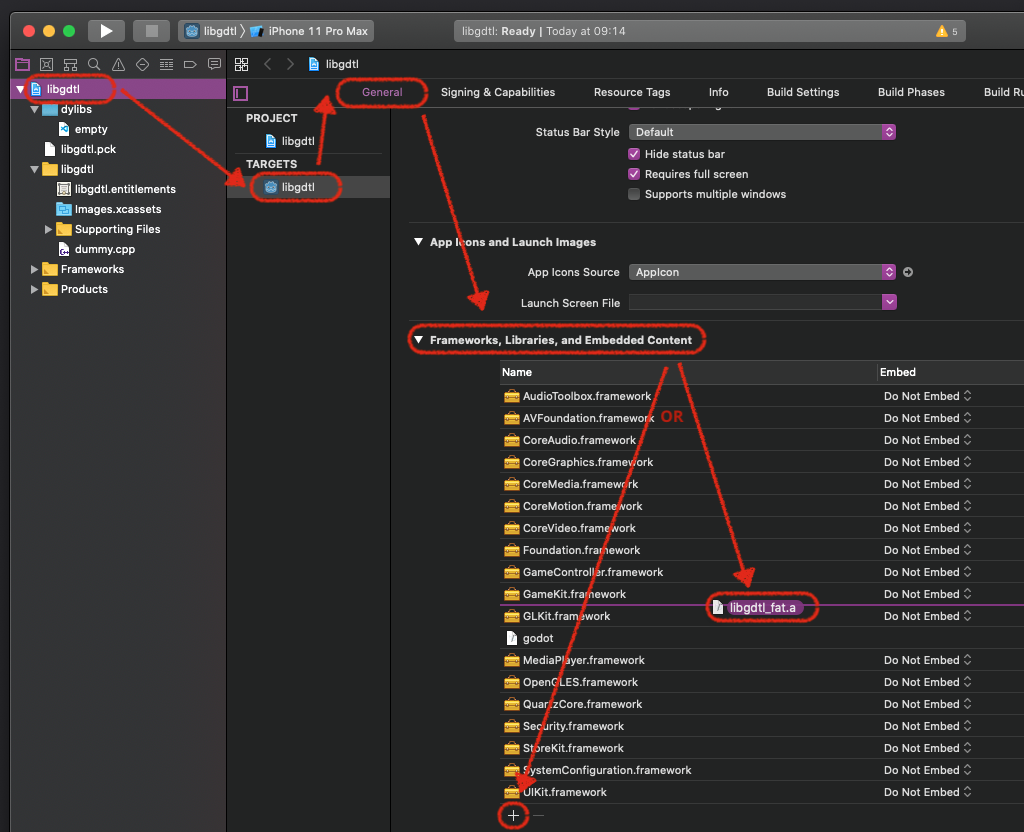 libgdtl iPhone 11 Pro Max
libgdtl: Ready | Today at 09:14
5
libgdtl
libgdtl
dylibs
empty
libgdtl.pck
libgdtl
libgdtl.entitlements
Images.xcassets
Supporting Files
dummy.cpp
Frameworks
Products
General
Signing & Capabilities
Resource Tags
Info
Build Settings
Build Phases
Build Ru
PROJECT
libgdtl
TARGETS
libgdtl
Status Bar Style Default
Hide status bar
Requires full screen
Supports multiple windows
App Icons and Launch Images
App Icons Source AppIcon
Launch Screen File
Frameworks, Libraries, and Embedded Content
Name Embed
AudioToolbox.framework Do Not Embed
AVFoundation.framework Do Not Embed
OR
CoreAudio.framework Do Not Embed
CoreGraphics.framework Do Not Embed
CoreMedia.framework Do Not Embed
CoreMotion.framework Do Not Embed
CoreVideo.framework Do Not Embed
Foundation.framework Do Not Embed
GameController.framework Do Not Embed
GameKit.framework Do Not Embed
libgdtl_fat.a
GLKit.framework Do Not Embed
godot
MediaPlayer.framework Do Not Embed
OpenGLES.framework Do Not Embed
QuartzCore.framework Do Not Embed
Security.framework Do Not Embed
StoreKit.framework Do Not Embed
SystemConfiguration.framework Do Not Embed
UIKit.framework Do Not Embed